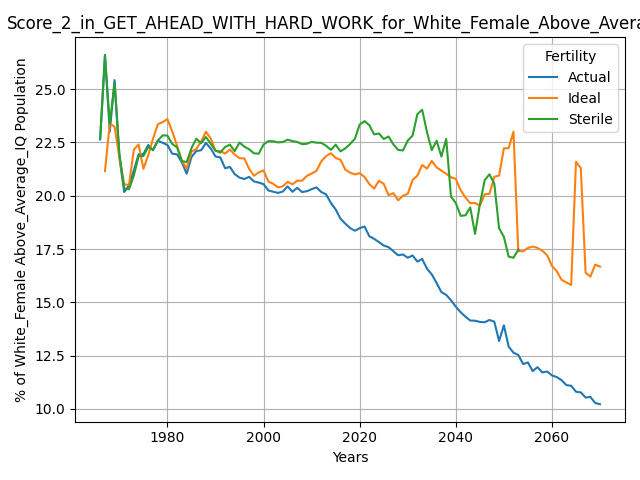 Score_2_in_GET_AHEAD_WITH_HARD_WORK_for_White_Female_Above_Avera
Fertility
Actual
Ideal
Sterile
% of White_Female Above_Average_IQ Population
25.0
22.5
20.0
17.5
15.0
12.5
10.0
1980
2000
2020
2040
2060
Years